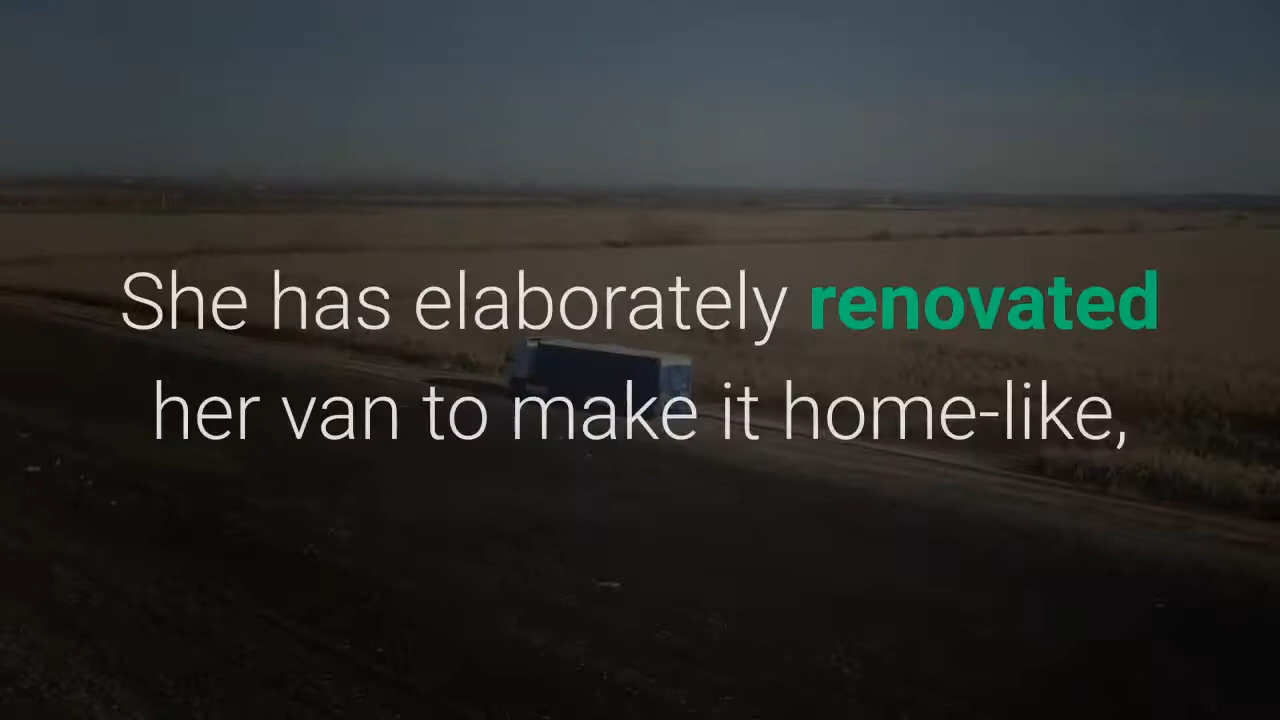 She has elaborately renovated
her van to make it home-like,